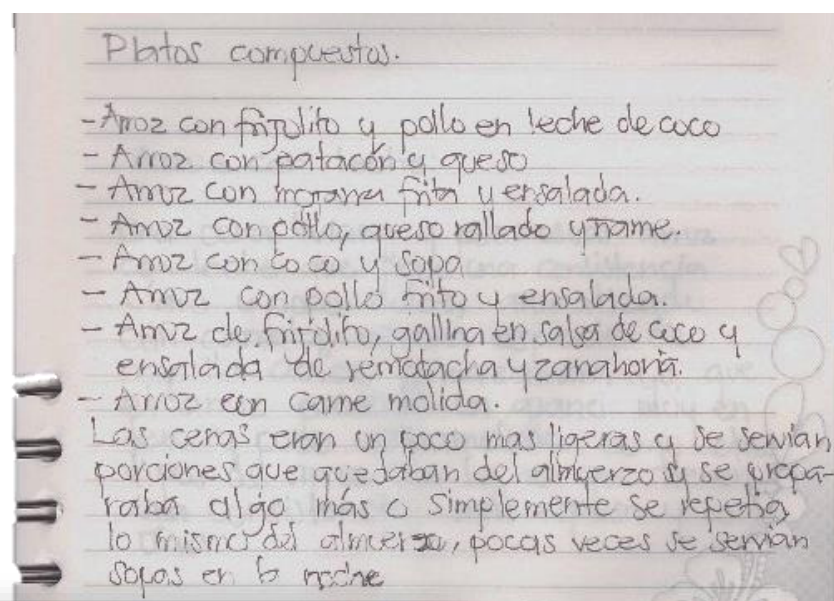 Platos compuestos.
- Arroz con frijolito y pollo en leche de coco
- Arroz con patacón y queso
- Arroz con frita y ensalada.
- Arroz con pollo, queso rallado y ñame.
- Arroz con coco y sopa
- Arroz con pollo frito y ensalada.
- Arroz de frijolito, gallina en salsa de coco y
ensalada de remolacha y zanahoria.
- Arroz con carne molida.
Las cenas eran un poco mas ligeras y se servian
porciones que quedaban del almuerzo y se prepa-
raba algo más o simplemente se repetia
lo mismo del almuerzo, pocas veces se servian
sopas en la noche